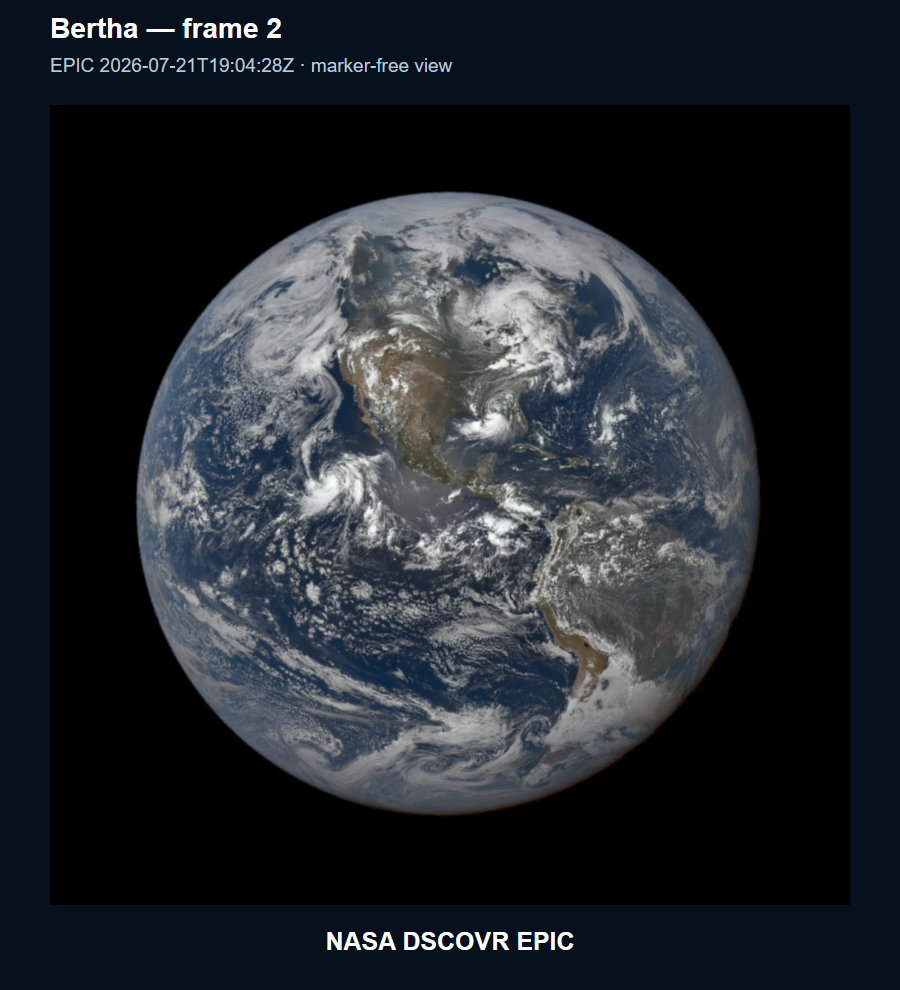 Bertha — frame 2
EPIC 2026-07-21T19:04:28Z · marker-free view
NASA DSCOVR EPIC